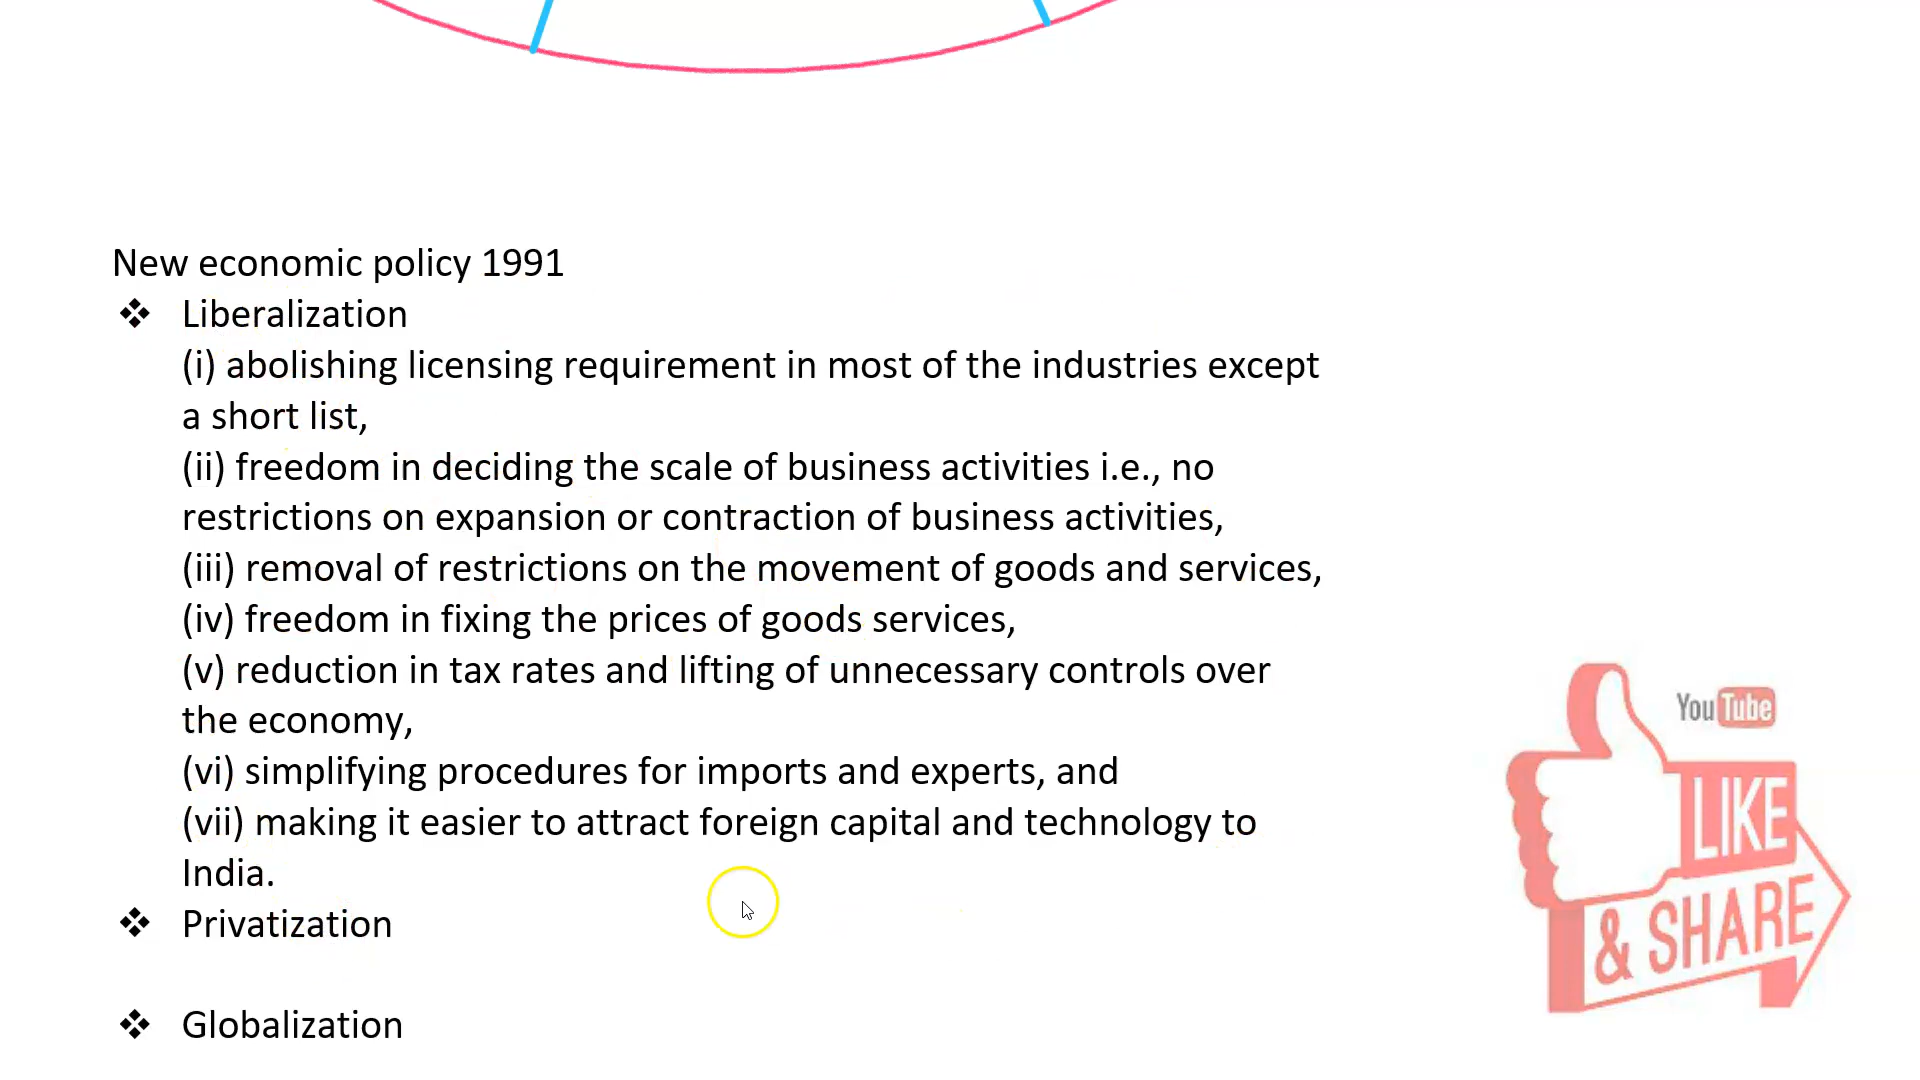 New economic policy 1991
❖ Liberalization
(i) abolishing licensing requirement in most of the industries except
a short list,
(ii) freedom in deciding the scale of business activities i.e., no
restrictions on expansion or contraction of business activities,
(iii) removal of restrictions on the movement of goods and services,
(iv) freedom in fixing the prices of goods services,
(v) reduction in tax rates and lifting of unnecessary controls over
the economy,
(vi) simplifying procedures for imports and experts, and
(vii) making it easier to attract foreign capital and technology to
India.
❖ Privatization
❖ Globalization
YouTube
LIKE
& SHARE